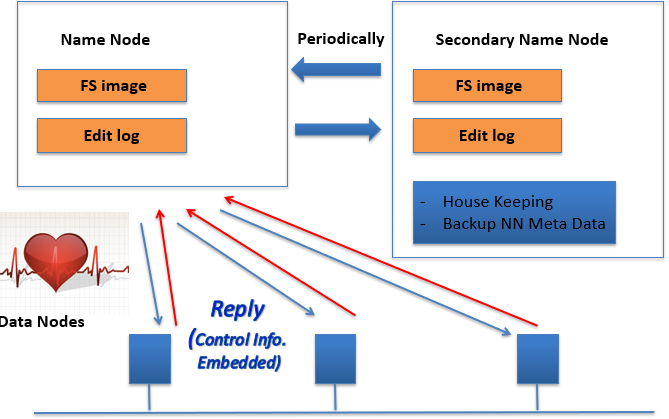 Name Node
Periodically
Secondary Name Node
FS image
FS image
Edit log
Edit log
- House Keeping
- Backup NN Meta Data
Data Nodes
Reply
(Control Info.
Embedded)